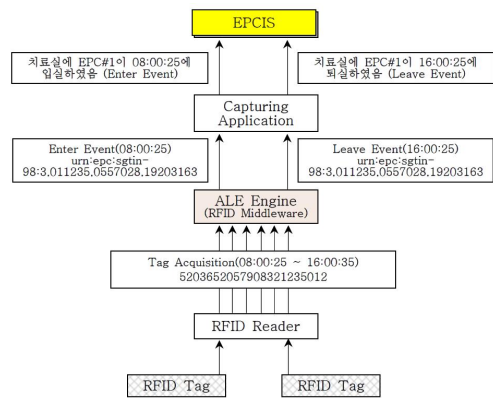 EPCIS
치료실에 EPC#1이 08:00:25에
입실하였음 (Enter Event)
치료실에 EPC#1이 16:00:25에
퇴실하였음 (Leave Event)
Capturing
Application
Enter Event(08:00:25)
urn:epc:sgtin-
98:3.011235.0557028.19203163
Leave Event(16:00:25)
urn:epc:sgtin-
98:3.011235.0557028.19203163
ALE Engine
(RFID Middleware)
Tag Acquisition(08:00:25 ~ 16:00:35)
5203652057908321235012
RFID Reader
RFID Tag
RFID Tag